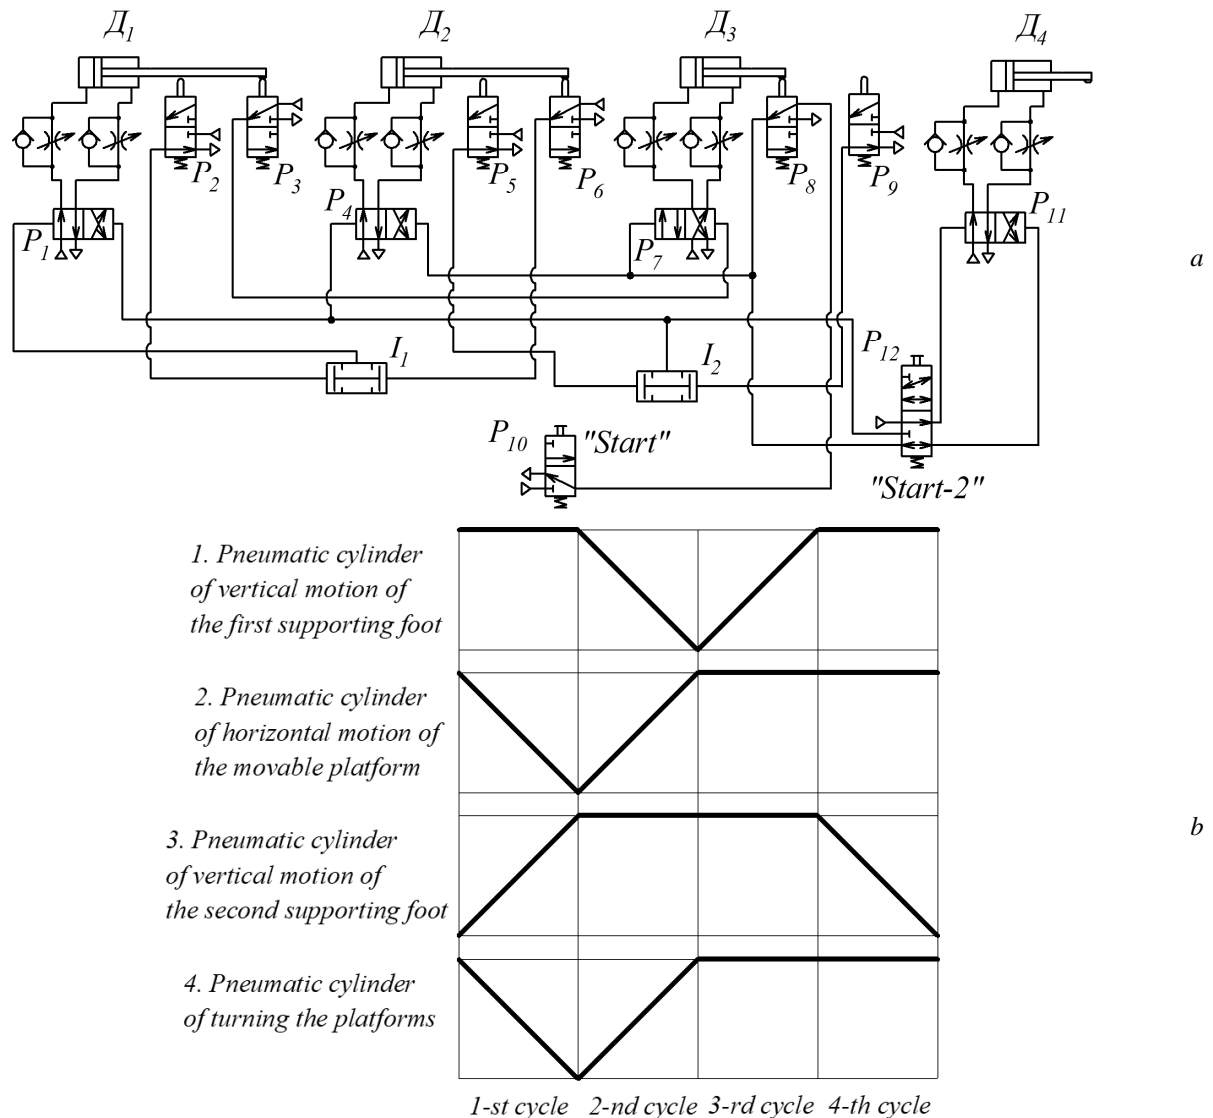 Д1 Д2 Д3 Д4
P2 P3 P5 P6 P8 P9
P1 P4 P7 P11
I1 I2 P12
P10 "Start"
"Start-2"
a
1. Pneumatic cylinder
of vertical motion of
the first supporting foot
2. Pneumatic cylinder
of horizontal motion of
the movable platform
3. Pneumatic cylinder
of vertical motion of
the second supporting foot
b
4. Pneumatic cylinder
of turning the platforms
1-st cycle 2-nd cycle 3-rd cycle 4-th cycle